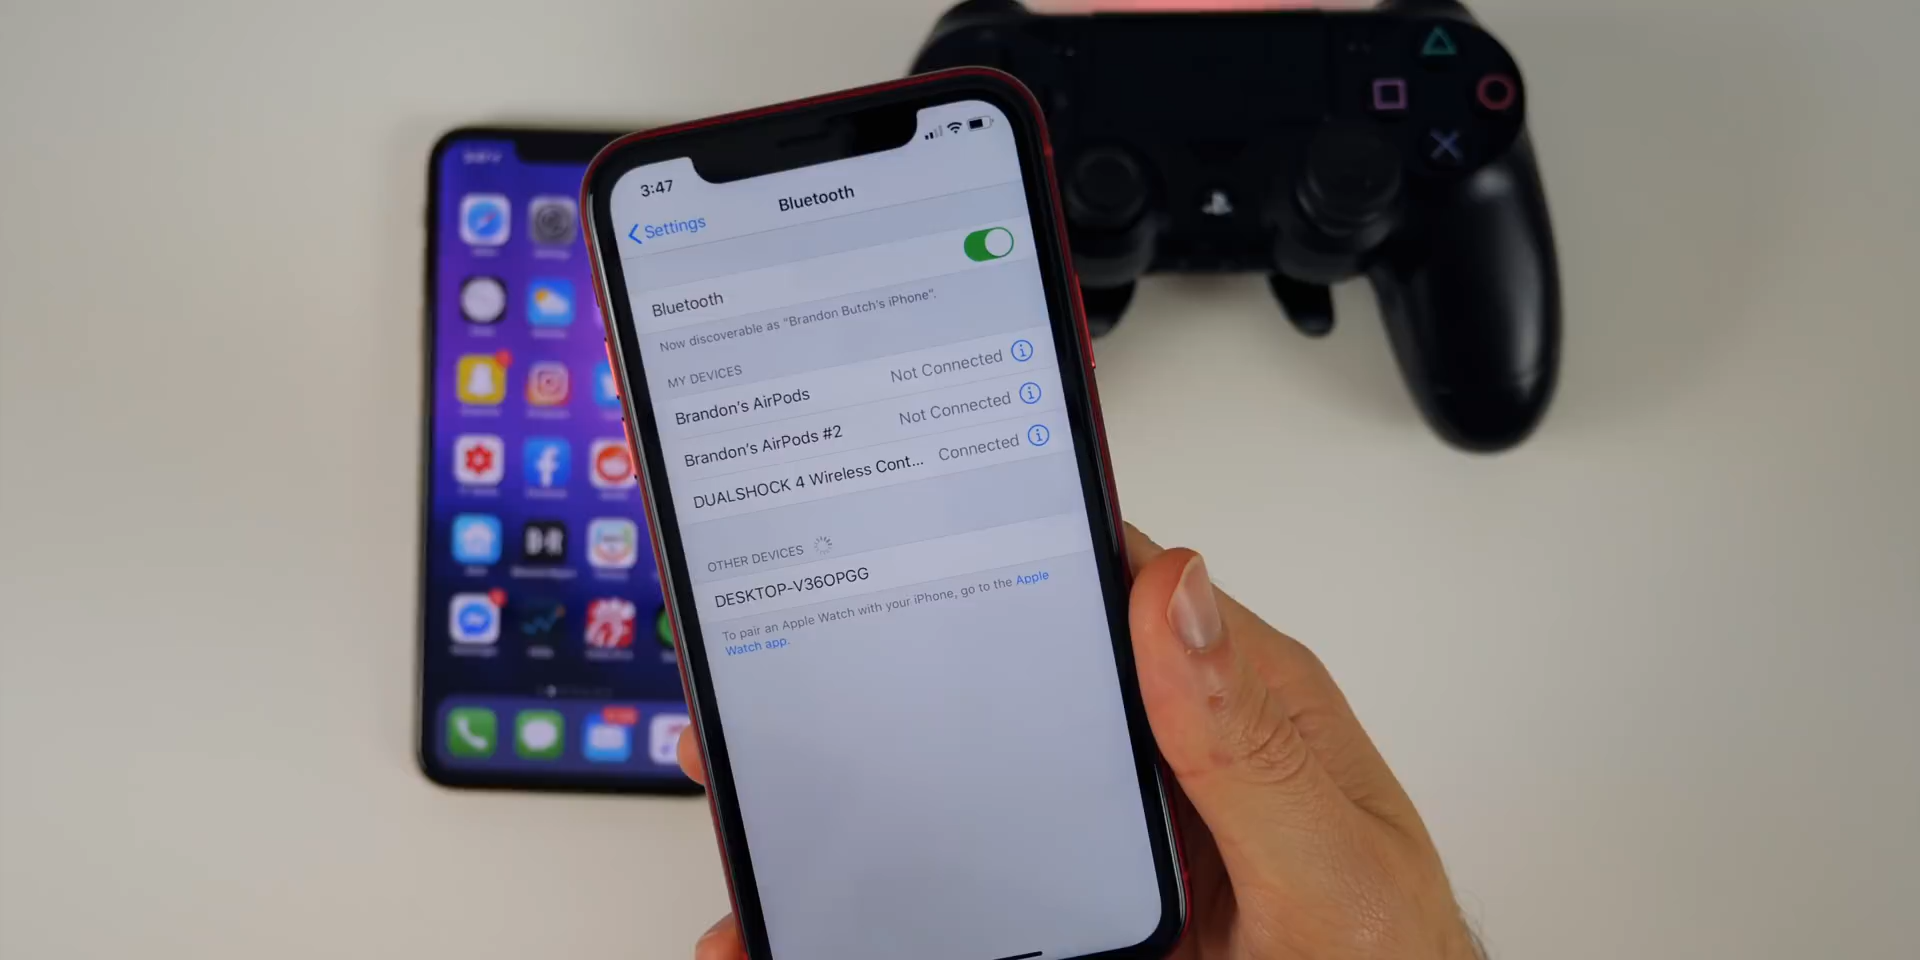 3:47
Settings
Bluetooth
Bluetooth
Now discoverable as "Brandon Butch's iPhone".
MY DEVICES
Brandon's AirPods Not Connected
Brandon's AirPods #2 Not Connected
DUALSHOCK 4 Wireless Cont... Connected
OTHER DEVICES
DESKTOP-V36OPGG
To pair an Apple Watch with your iPhone, go to the Apple
Watch app.